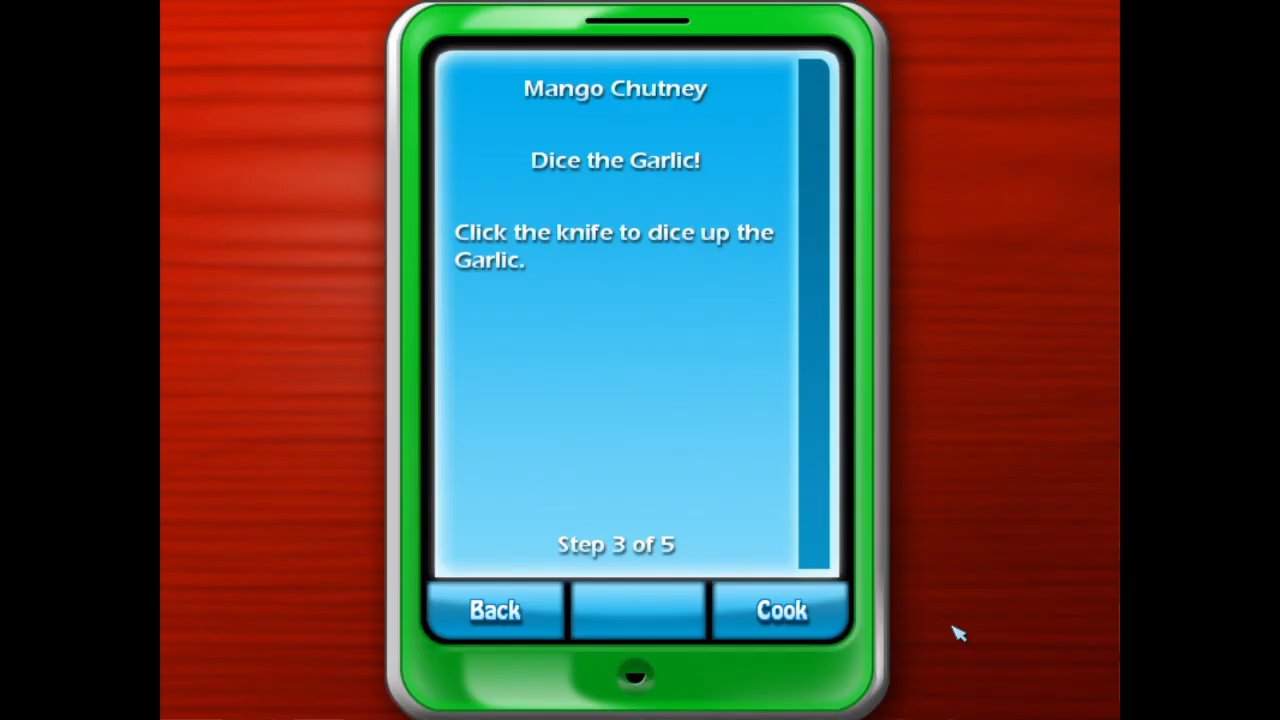 Mango Chutney
Dice the Garlic!
Click the knife to dice up the
Garlic.
Step 3 of 5
Back
Cook